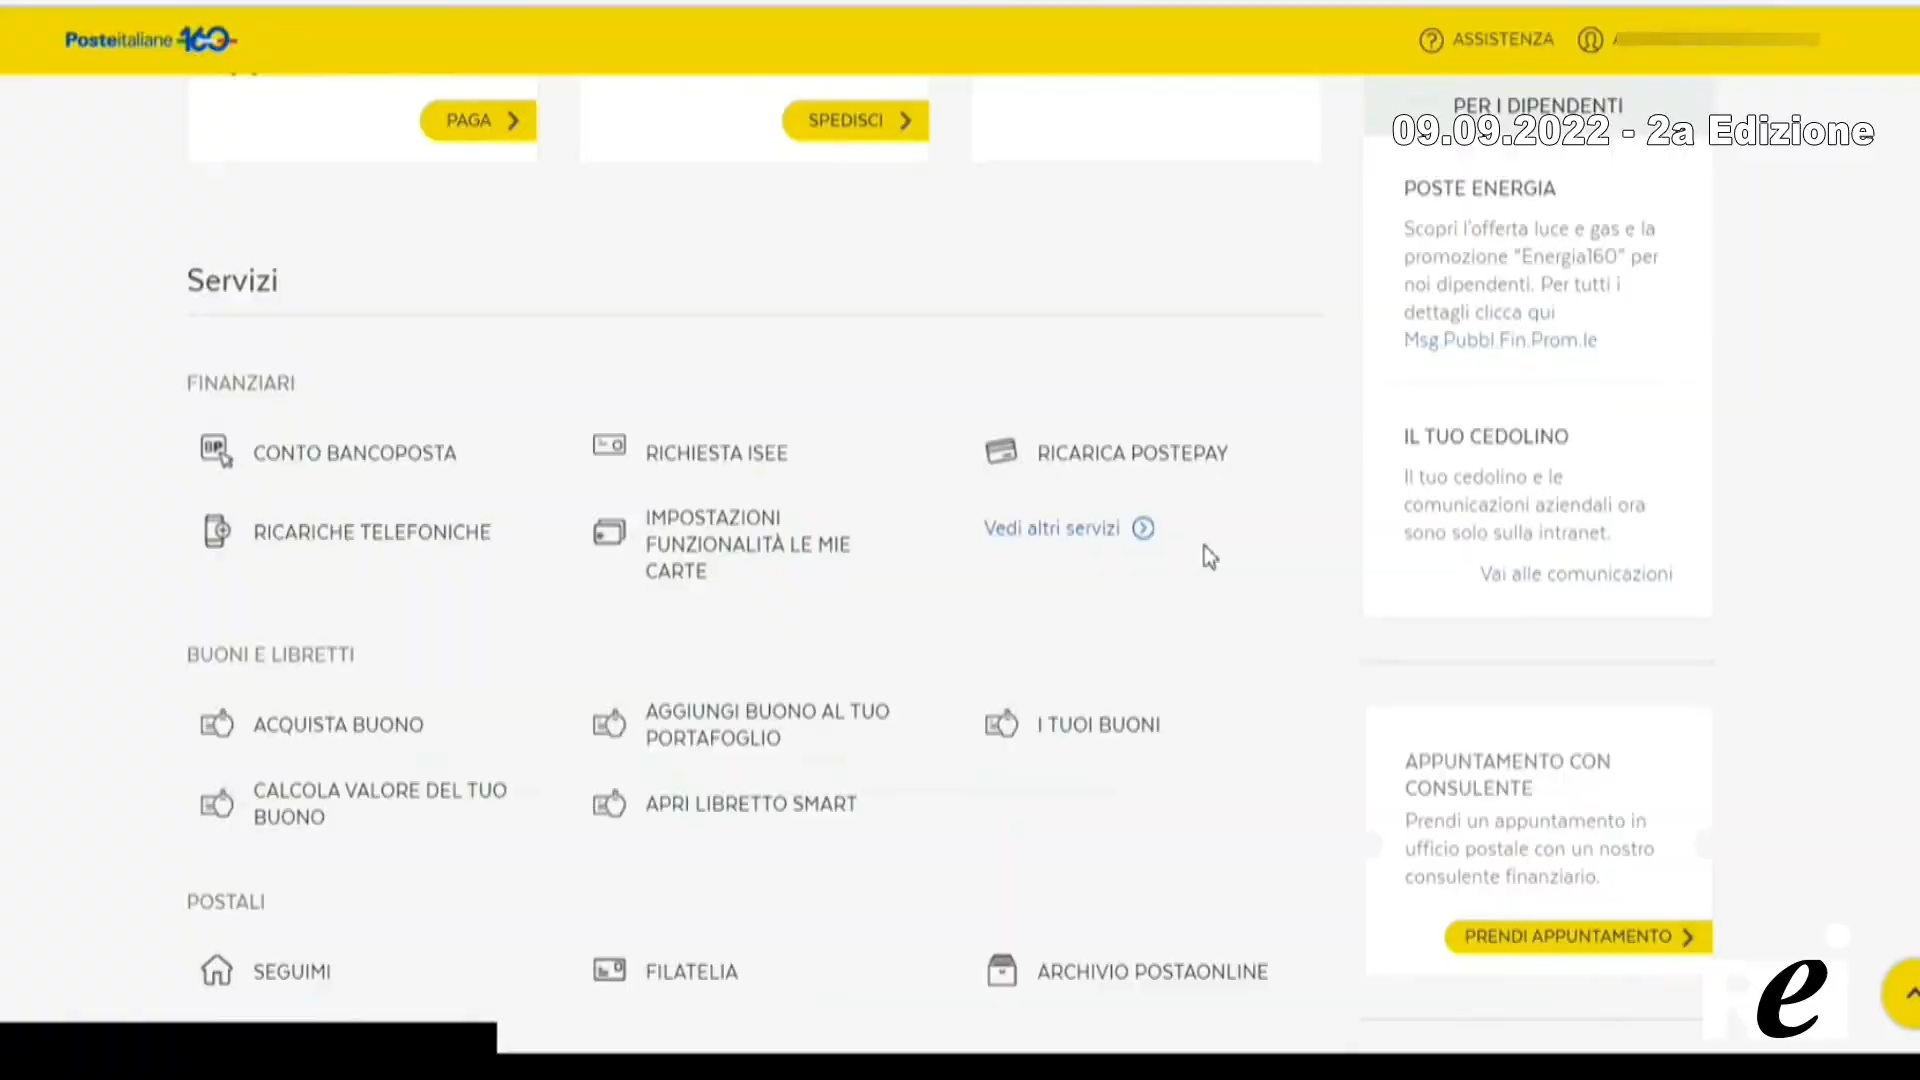 Posteitaliane 160
ASSISTENZA
PAGA
SPEDISCI
PER I DIPENDENTI
09.09.2022 - 2a Edizione
POSTE ENERGIA
Scopri l'offerta luce e gas e la
promozione "Energia160" per
noi dipendenti. Per tutti i
dettagli clicca qui
Msg.Pubbl.Fin.Prom.le
IL TUO CEDOLINO
Il tuo cedolino e le
comunicazioni aziendali ora
sono solo sulla intranet.
Vai alle comunicazioni
Servizi
FINANZIARI
CONTO BANCOPOSTA
RICHIESTA ISEE
RICARICA POSTEPAY
RICARICHE TELEFONICHE
IMPOSTAZIONI
FUNZIONALITÀ LE MIE
CARTE
Vedi altri servizi
BUONI E LIBRETTI
ACQUISTA BUONO
AGGIUNGI BUONO AL TUO
PORTAFOGLIO
I TUOI BUONI
CALCOLA VALORE DEL TUO
BUONO
APRI LIBRETTO SMART
POSTALI
SEGUIMI
FILATELIA
ARCHIVIO POSTAONLINE
APPUNTAMENTO CON
CONSULENTE
Prendi un appuntamento in
ufficio postale con un nostro
consulente finanziario.
PRENDI APPUNTAMENTO
e